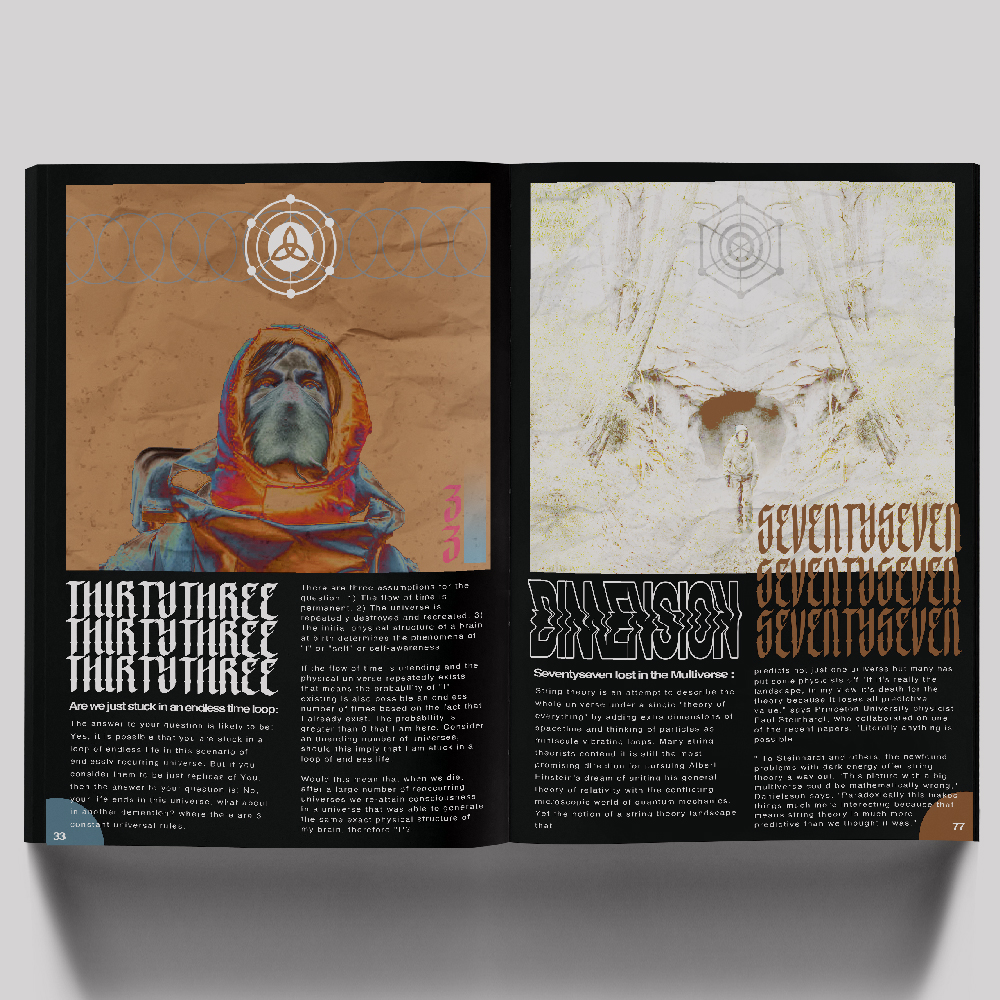 3
3
THIRTYTHREE
THIRTYTHREE
THIRTYTHREE
Are we just stuck in an endless time loop:
The answer to your question is likely to be!
Yes, it is possible that you are stuck in a
loop of endless life in this scenario of
endlessly recurring universe. But if you
consider them to be just replicas of You,
then the answer to your question is: No,
your life ends in this universe, what about
in another demention? where there are 3
constant universal rules.
33
There are three assumptions for the
question. 1) The flow of time is
permanent. 2) The universe is
repeatedly destroyed and recreated. 3)
The initial physical structure of a brain
at birth determines the phenomena of
"I" or "self" or self-awareness
If the flow of time is unending and the
physical universe repeatedly exists
that means the probability of "I"
existing is also possible an endless
number of times based on the fact that
I already exist. The probability is
greater than 0 that I am here. Consider
an unending number of universes,
should this imply that I am stuck in a
loop of endless life
Would this mean that when we die,
after a large number of reoccurring
universes we re-attain consciousness
in a universe that was able to generate
the same exact physical structure of
my brain, therefore "I"?
SEVENTYSEVEN
SEVENTYSEVEN
SEVENTYSEVEN
DIMENSION
Seventyseven lost in the Multiverse :
String theory is an attempt to describe the
whole universe under a single "theory of
everything" by adding extra dimensions of
spacetime and thinking of particles as
miniscule vibrating loops. Many string
theorists contend it is still the most
promising direction for pursuing Albert
Einstein's dream of uniting his general
theory of relativity with the conflicting
microscopic world of quantum mechanics.
Yet the notion of a string theory landscape
that
predicts not just one universe but many has
put some physicists off. "If it's really the
landscape, in my view it's death for the
theory because it loses all predictive
value," says Princeton University physicist
Paul Steinhardt, who collaborated on one
of the recent papers. "Literally anything is
possible.
" To Steinhardt and others, the newfound
problems with dark energy offer string
theory a way out. "This picture with a big
multiverse could be mathematically wrong,"
Danielsson says. "Paradoxically this makes
things much more interesting because that
means string theory is much more
predictive than we thought it was."
77